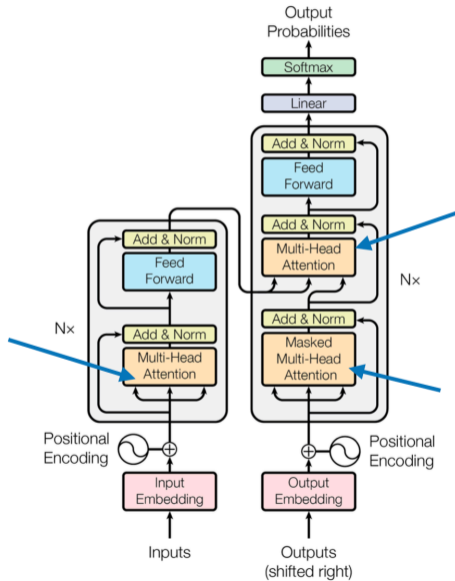 Output
Probabilities
Softmax
Linear
Add & Norm
Feed
Forward
Add & Norm
Multi-Head
Attention
Nx
Add & Norm
Masked
Multi-Head
Attention
Positional
Encoding
Output
Embedding
Outputs
(shifted right)
Add & Norm
Feed
Forward
Nx
Add & Norm
Multi-Head
Attention
Positional
Encoding
Input
Embedding
Inputs